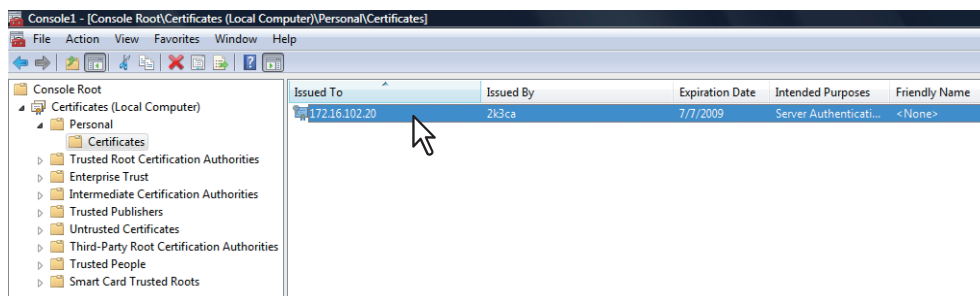 Console1 - [Console Root\Certificates (Local Computer)\Personal\Certificates]
File Action View Favorites Window Help
Console Root
Certificates (Local Computer)
Personal
Certificates
Trusted Root Certification Authorities
Enterprise Trust
Intermediate Certification Authorities
Trusted Publishers
Untrusted Certificates
Third-Party Root Certification Authorities
Trusted People
Smart Card Trusted Roots
Issued To Issued By Expiration Date Intended Purposes Friendly Name
172.16.102.20 2k3ca 7/7/2009 Server Authenticati... <None>